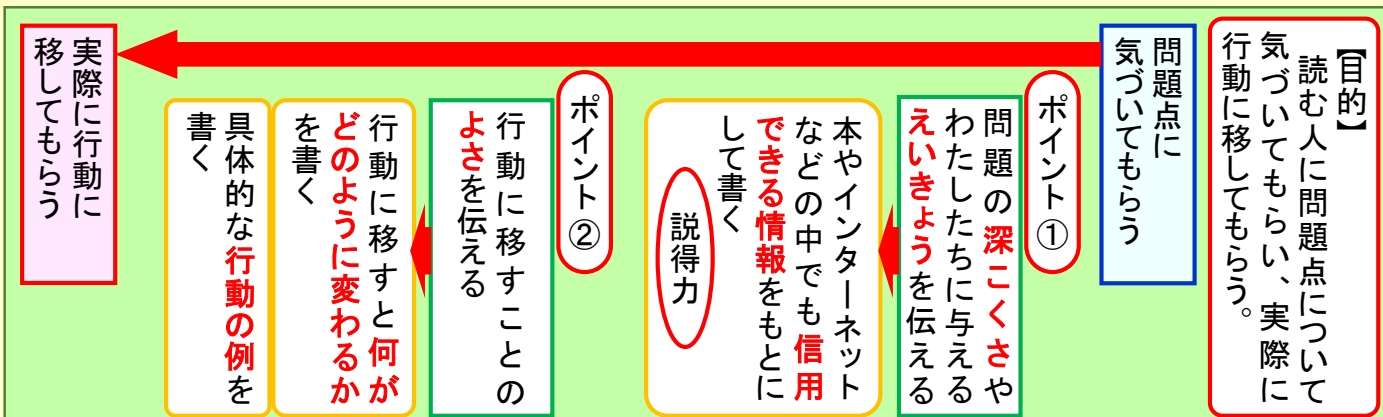 【目的】
読む人に問題点について
気づいてもらい、実際に
行動に移してもらう。
問題点に
気づいてもらう
ポイント①
問題の深こくさや
わたしたちに与える
えいきょうを伝える
本やインターネット
などの中でも信用
できる情報をもとに
して書く
説得力
ポイント②
行動に移すことの
よさを伝える
行動に移すと何が
どのように変わるか
を書く
具体的な行動の例を
書く
実際に行動に
移してもらう